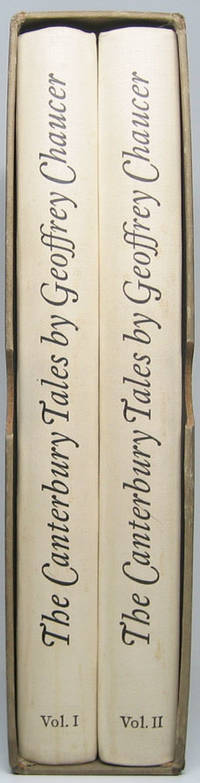 The Canterbury Tales by Geoffrey Chaucer
Vol. I
The Canterbury Tales by Geoffrey Chaucer
Vol. II